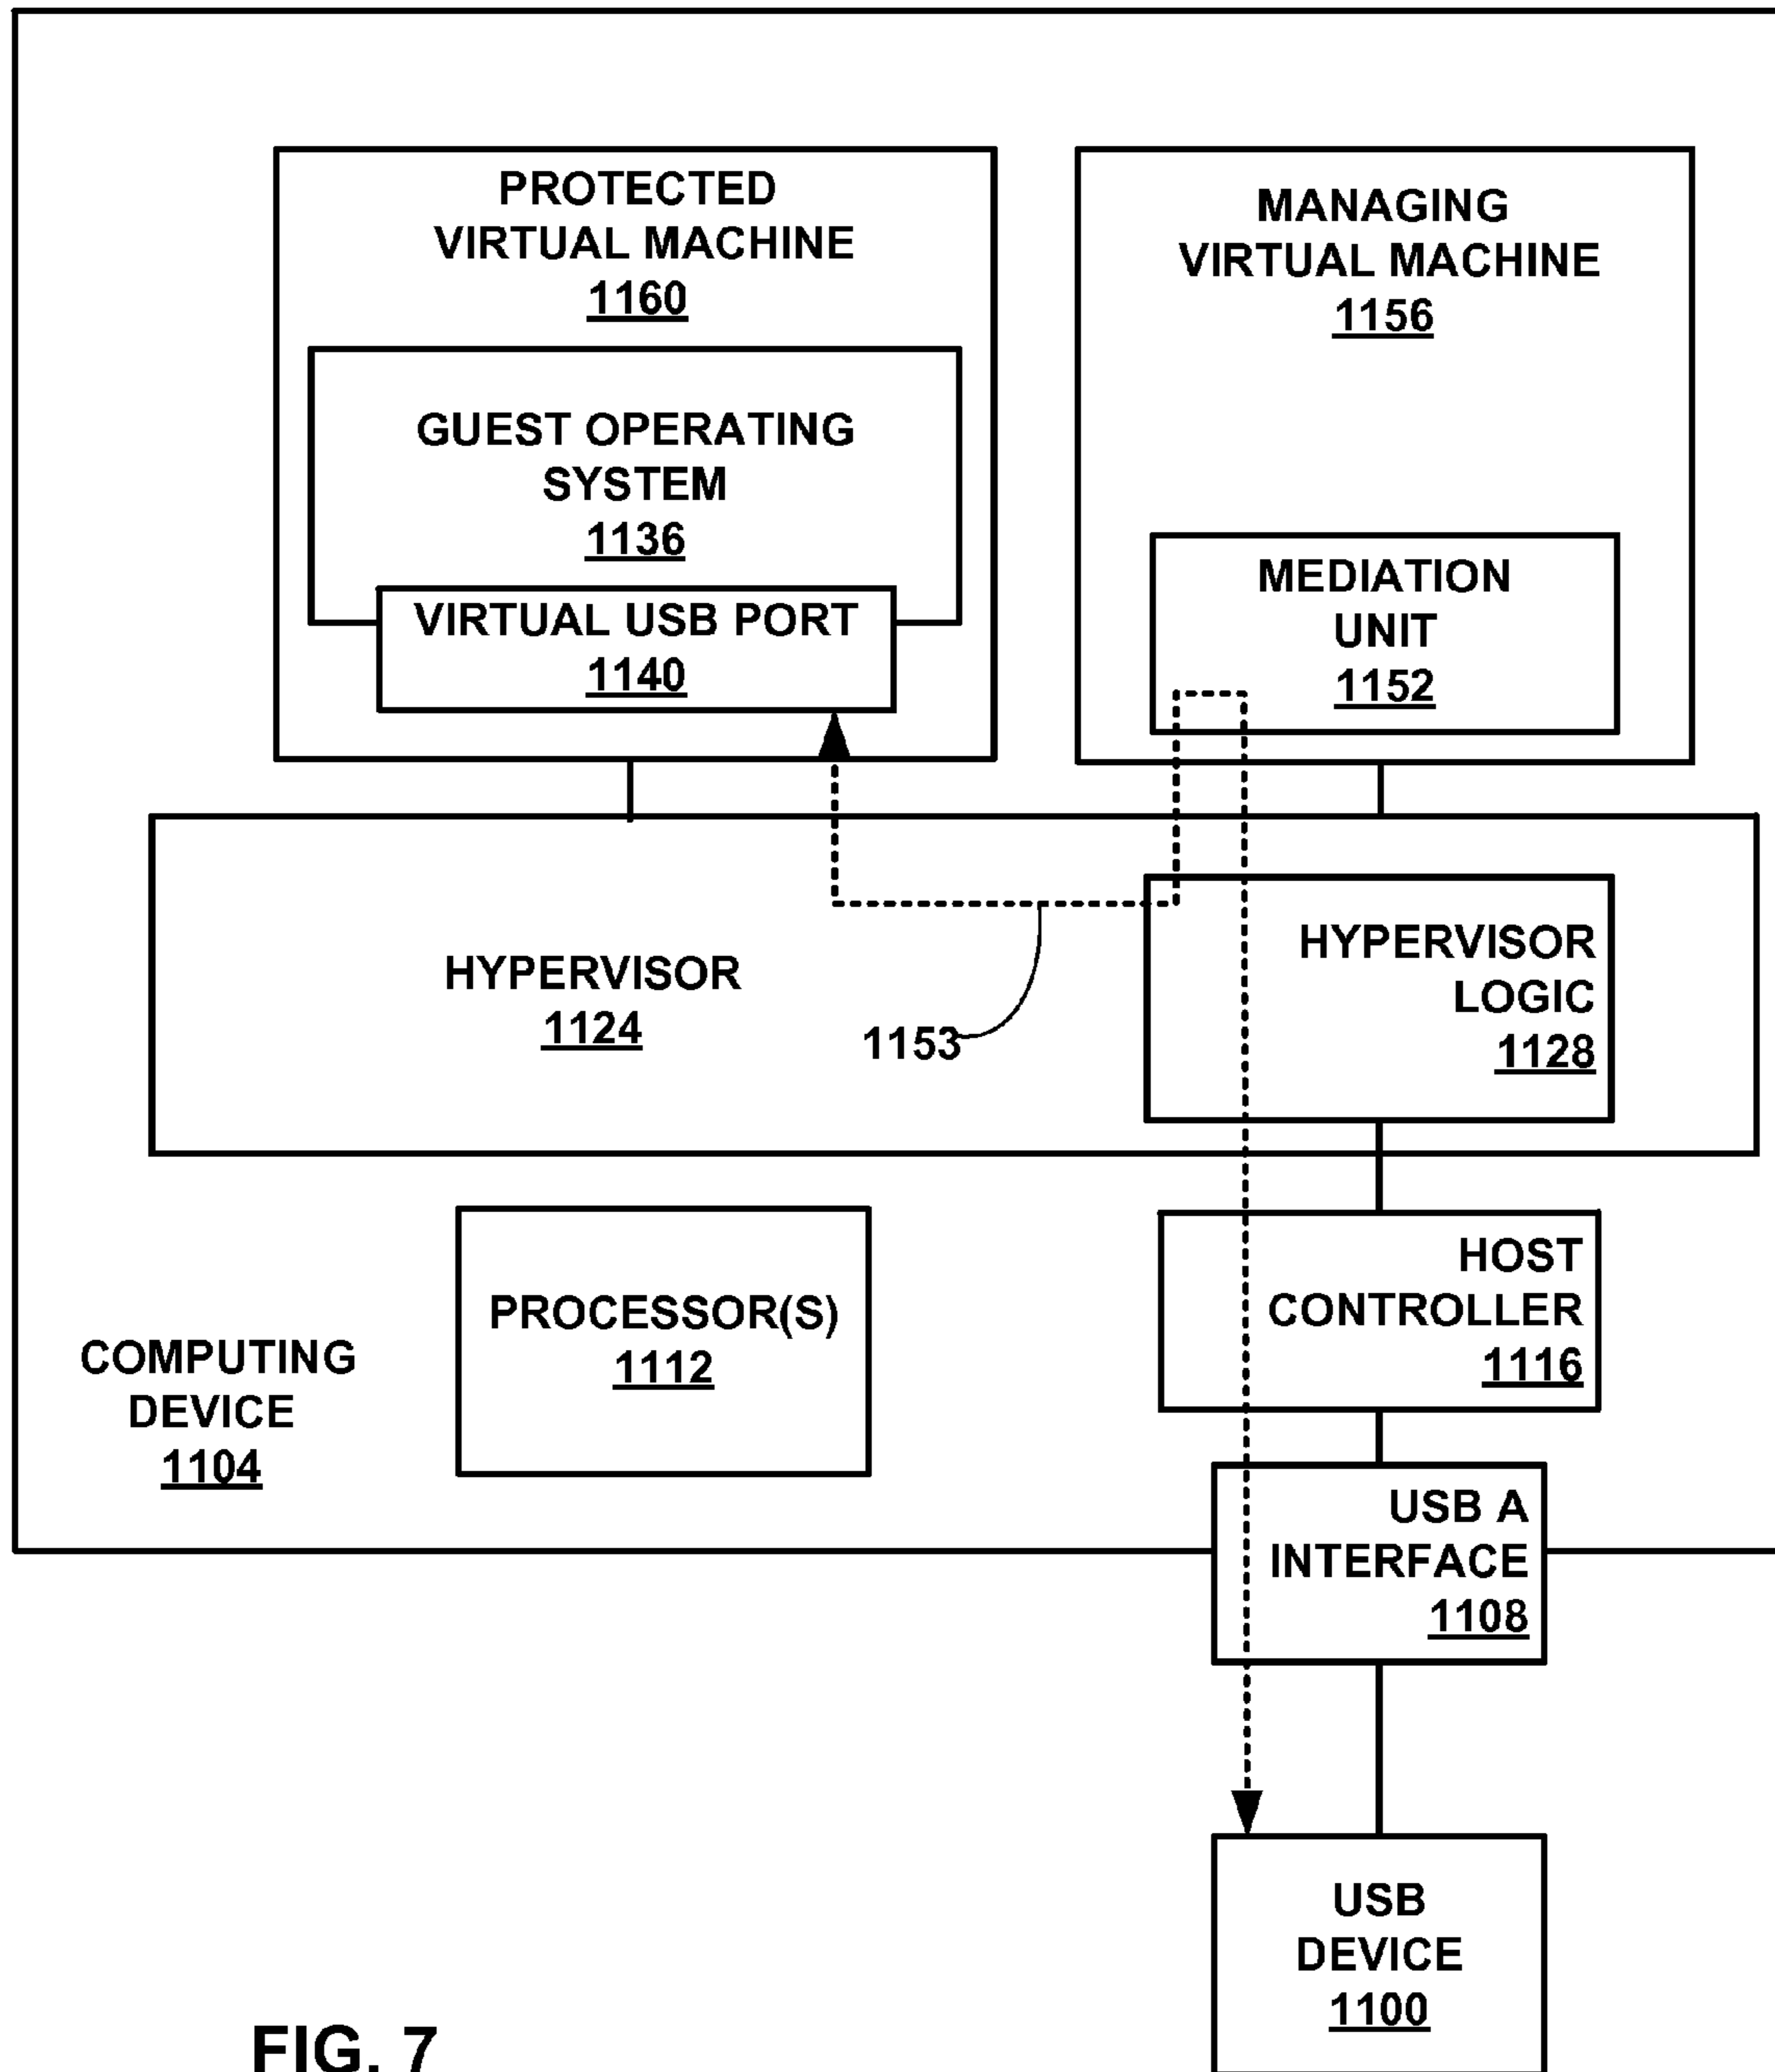 PROTECTED
VIRTUAL MACHINE
1160
GUEST OPERATING
SYSTEM
1136
VIRTUAL USB PORT
1140
MANAGING
VIRTUAL MACHINE
1156
MEDIATION
UNIT
1152
HYPERVISOR
1124
1153
HYPERVISOR
LOGIC
1128
PROCESSOR(S)
1112
HOST
CONTROLLER
1116
COMPUTING
DEVICE
1104
USB A
INTERFACE
1108
USB
DEVICE
1100
FIG. 7